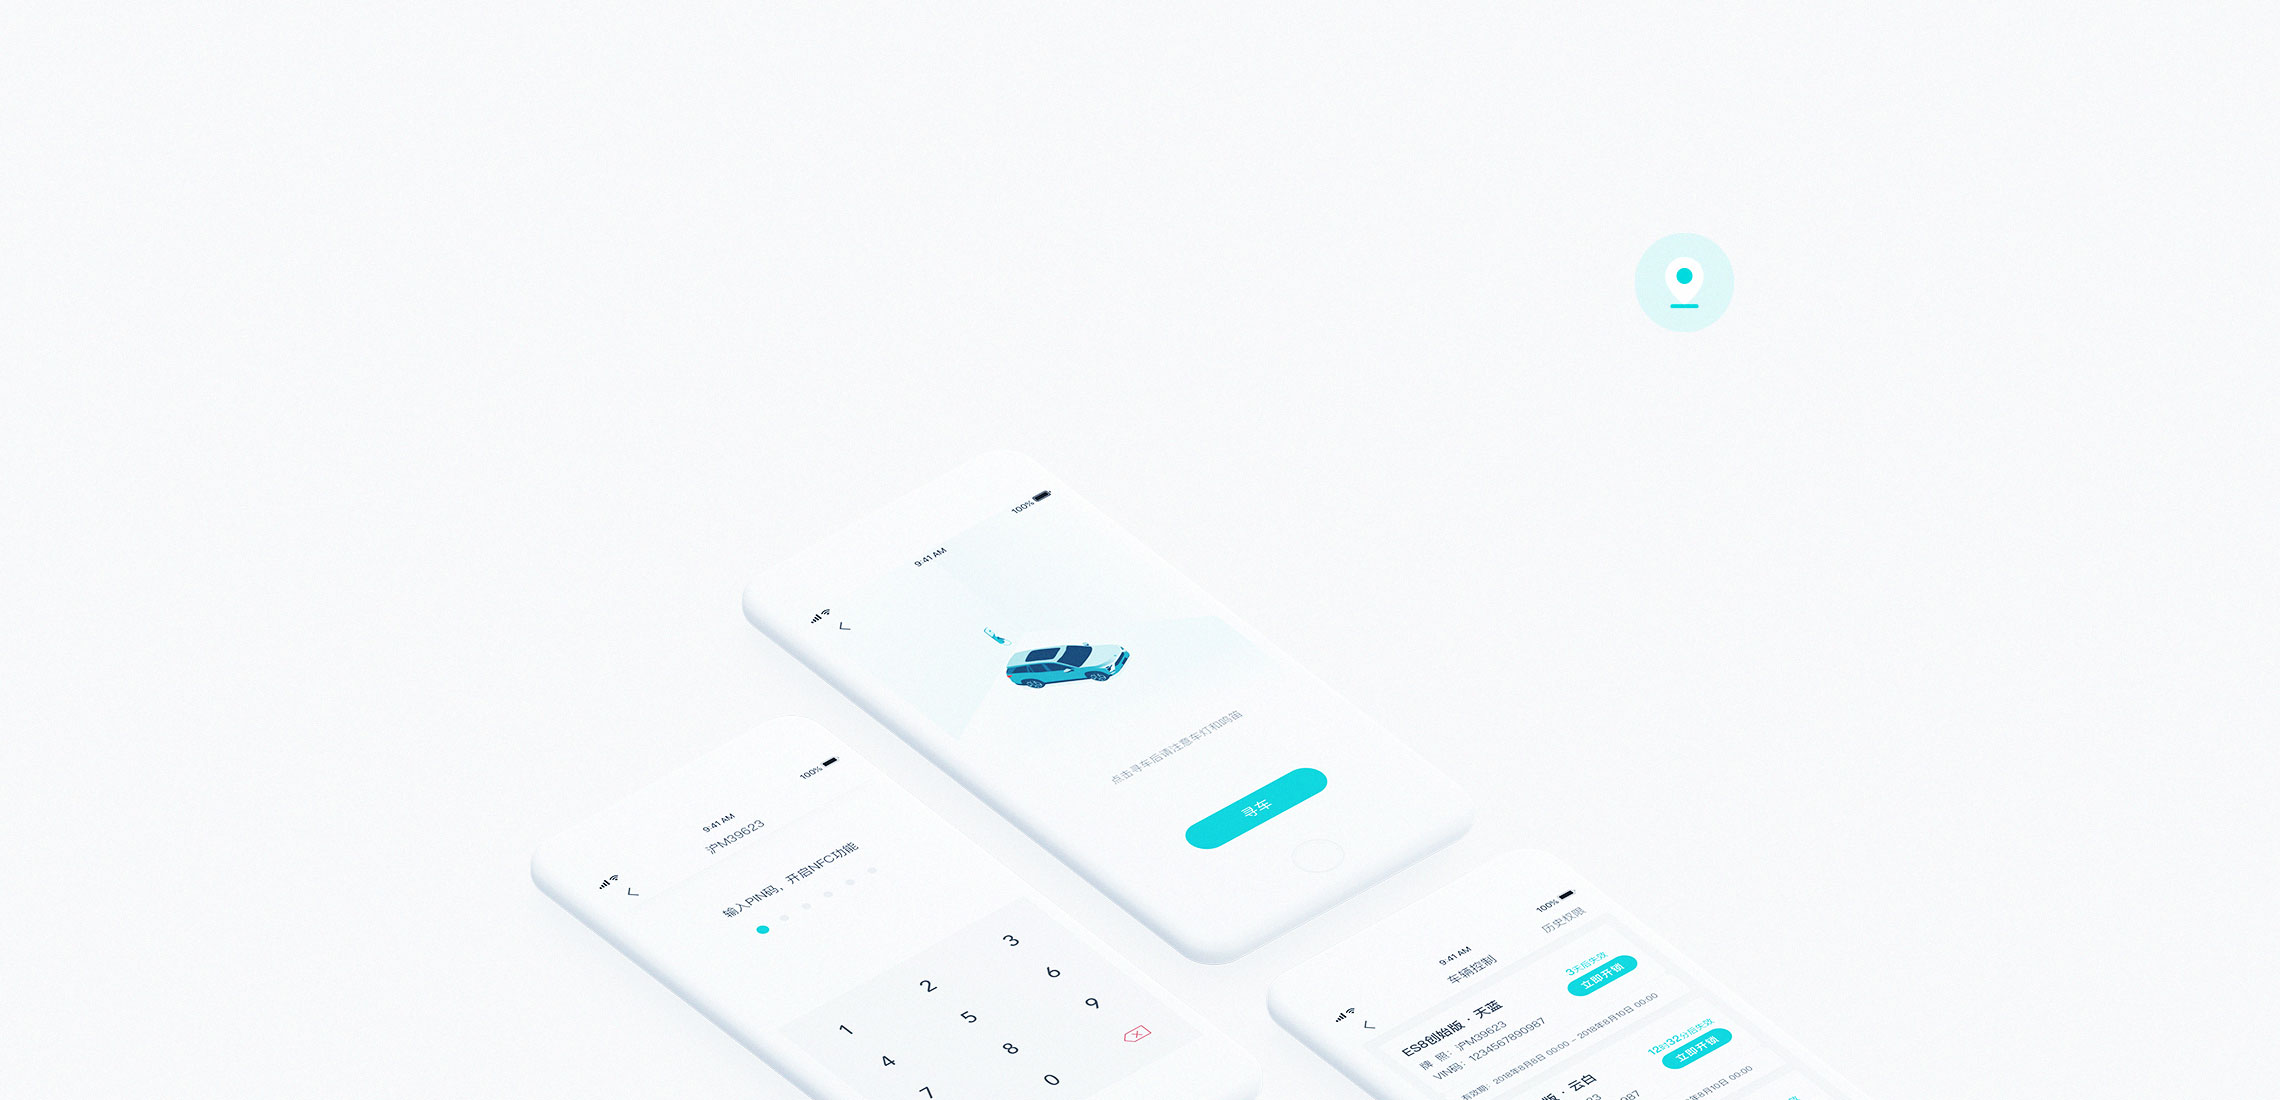 100%
9:41 AM
点击寻车后请注意车灯和鸣笛
寻车
100%
9:41 AM
沪M39623
输入PIN码，开启NFC功能
1 2 3
4 5 6
7 8 9
0
100%
9:41 AM
车辆控制
历史权限
3天后失效
立即开锁
ES8创始版 · 天蓝
牌 照：沪M39623
VIN码：1234567890987
有效期：2018年8月8日 00:00 – 2018年8月10日 00:00
12时32分后失效
立即开锁
版 · 云白